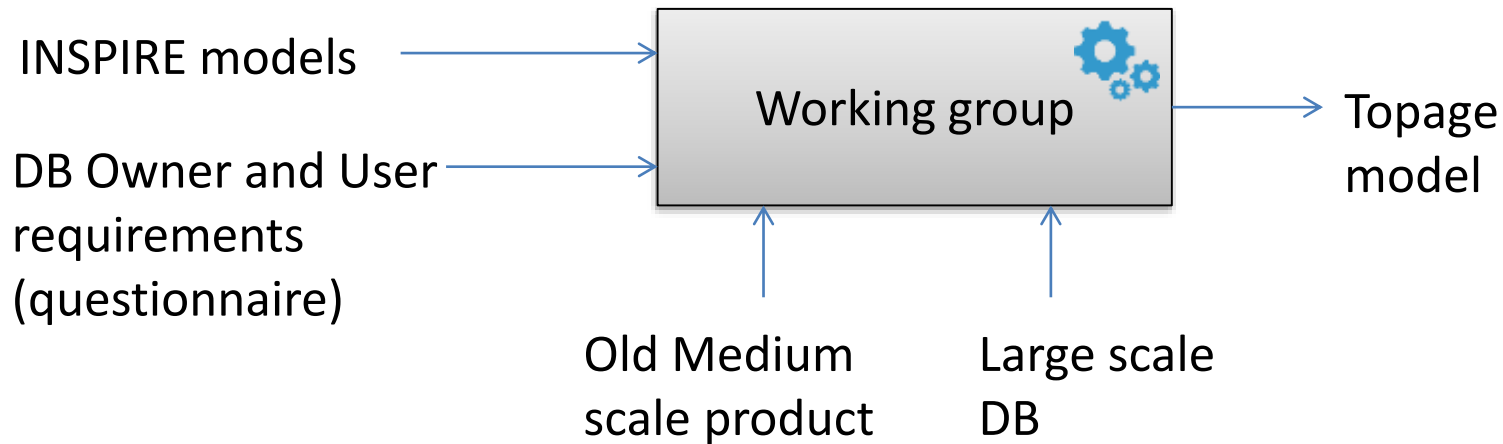 INSPIRE models
Working group
Topage
model
DB Owner and User
requirements
(questionnaire)
Old Medium
scale product
Large scale
DB